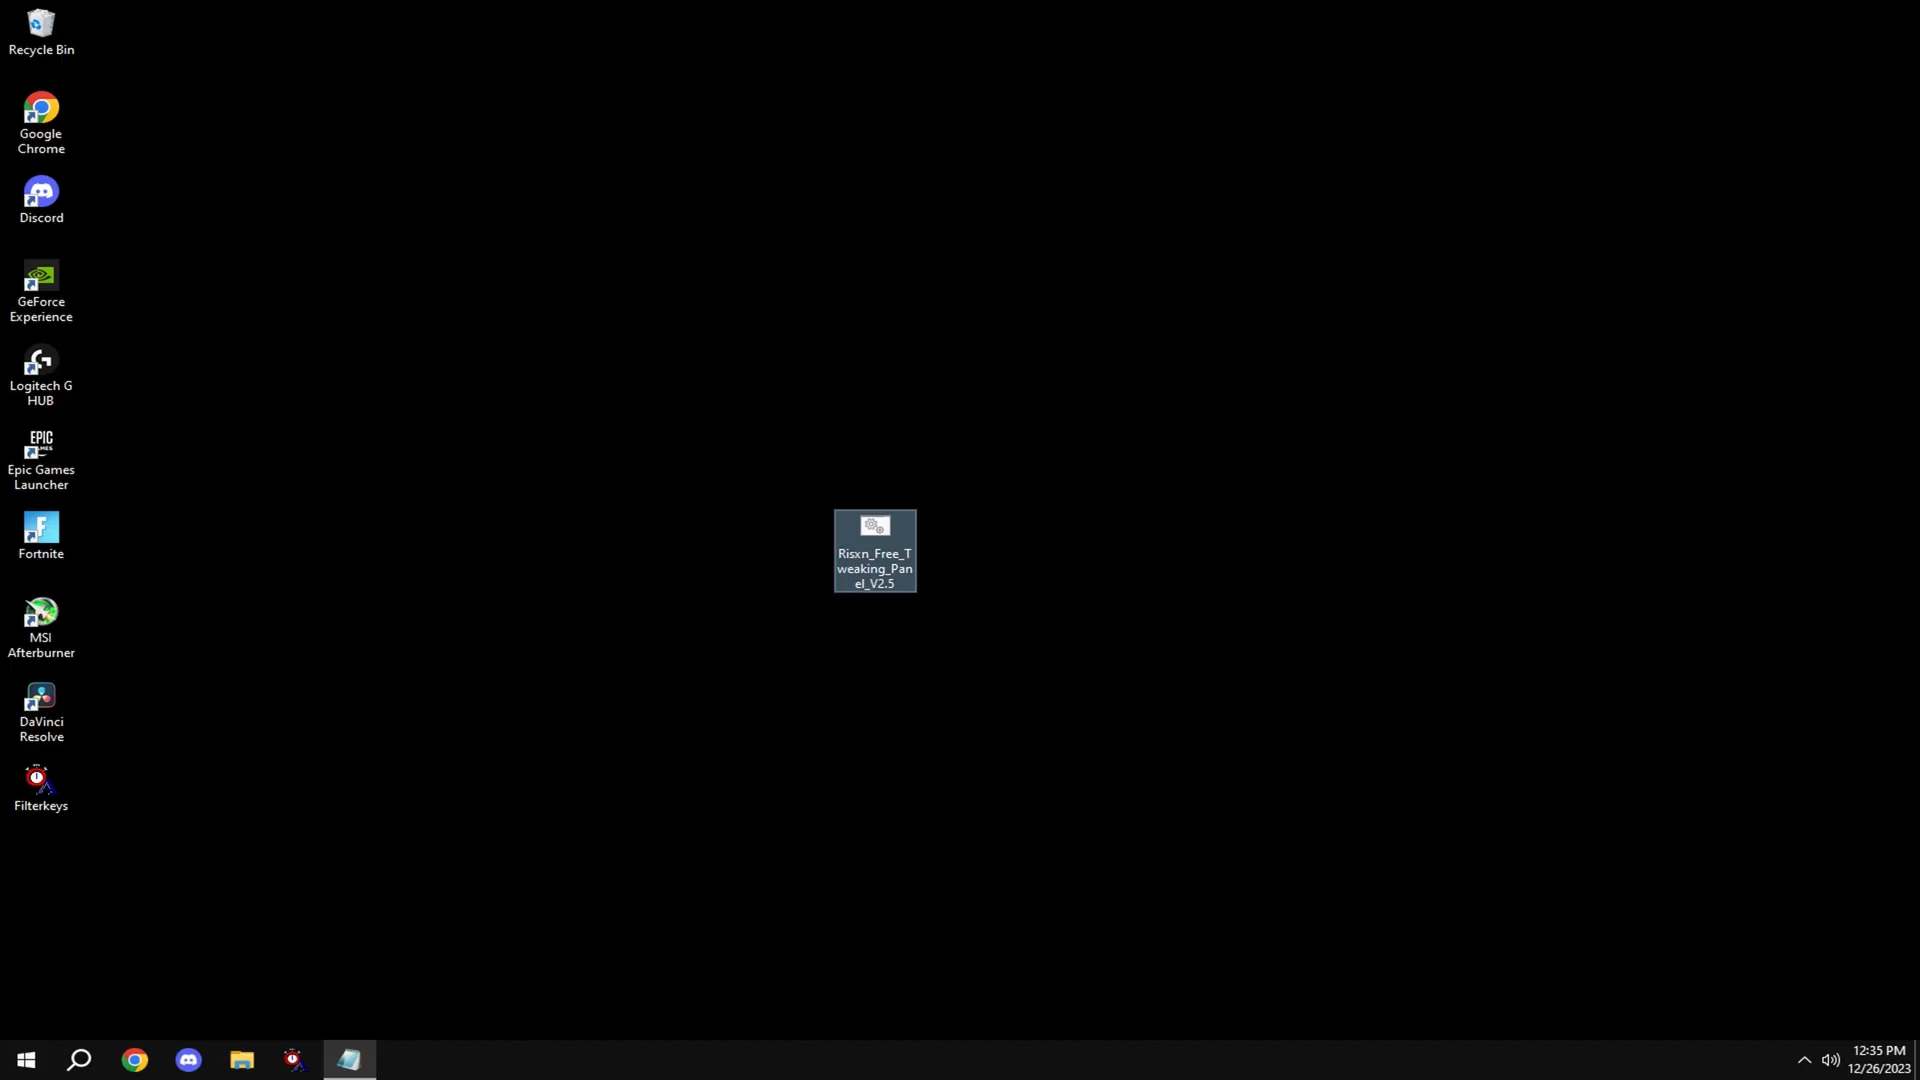 Recycle Bin
Google
Chrome
Discord
GeForce
Experience
Logitech G
HUB
EPIC
Epic Games
Launcher
F
Fortnite
MSI
Afterburner
DaVinci
Resolve
Filterkeys
Risxn_Free_T
weaking_Pan
el_V2.5
12:35 PM
12/26/2023